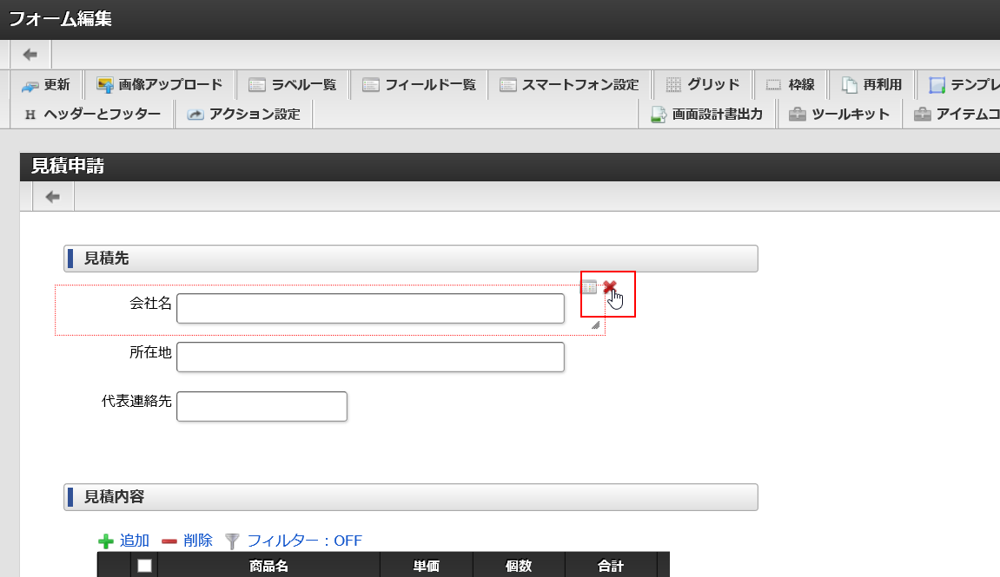 フォーム編集
更新 画像アップロード ラベル一覧 フィールド一覧 スマートフォン設定 グリッド 枠線 再利用 テンプレ
H ヘッダーとフッター アクション設定 画面設計書出力 ツールキット アイテムコ
見積申請
見積先
会社名
所在地
代表連絡先
見積内容
追加 削除 フィルター：OFF
商品名 単価 個数 合計